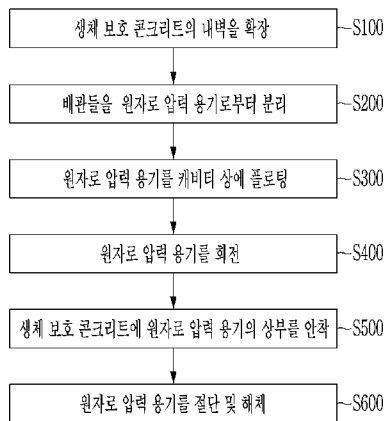 생체 보호 콘크리트의 내벽을 확장 S100
배관들을 원자로 압력 용기로부터 분리 S200
원자로 압력 용기를 캐비티 상에 플로팅 S300
원자로 압력 용기를 회전 S400
생체 보호 콘크리트에 원자로 압력 용기의 상부를 안착 S500
원자로 압력 용기를 절단 및 해체 S600